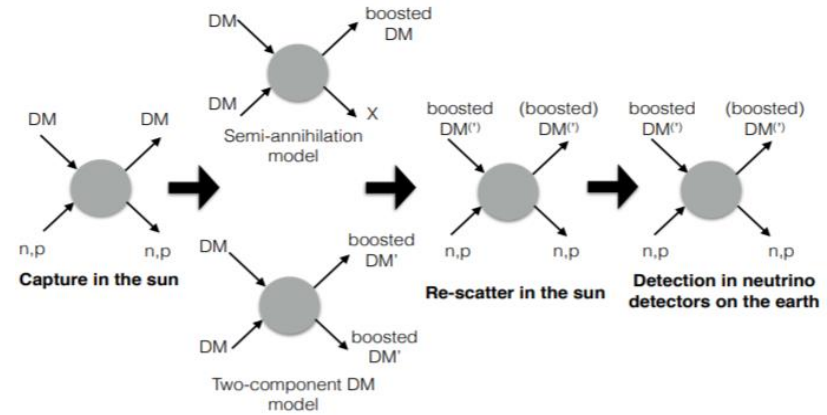 DM
DM
n,p
n,p
Capture in the sun
DM
boosted
DM
DM
X
Semi-annihilation
model
DM
boosted
DM'
DM
boosted
DM'
Two-component DM
model
boosted
DM(')
(boosted)
DM(')
n,p
n,p
Re-scatter in the sun
boosted
DM(')
(boosted)
DM(')
n,p
n,p
Detection in neutrino
detectors on the earth